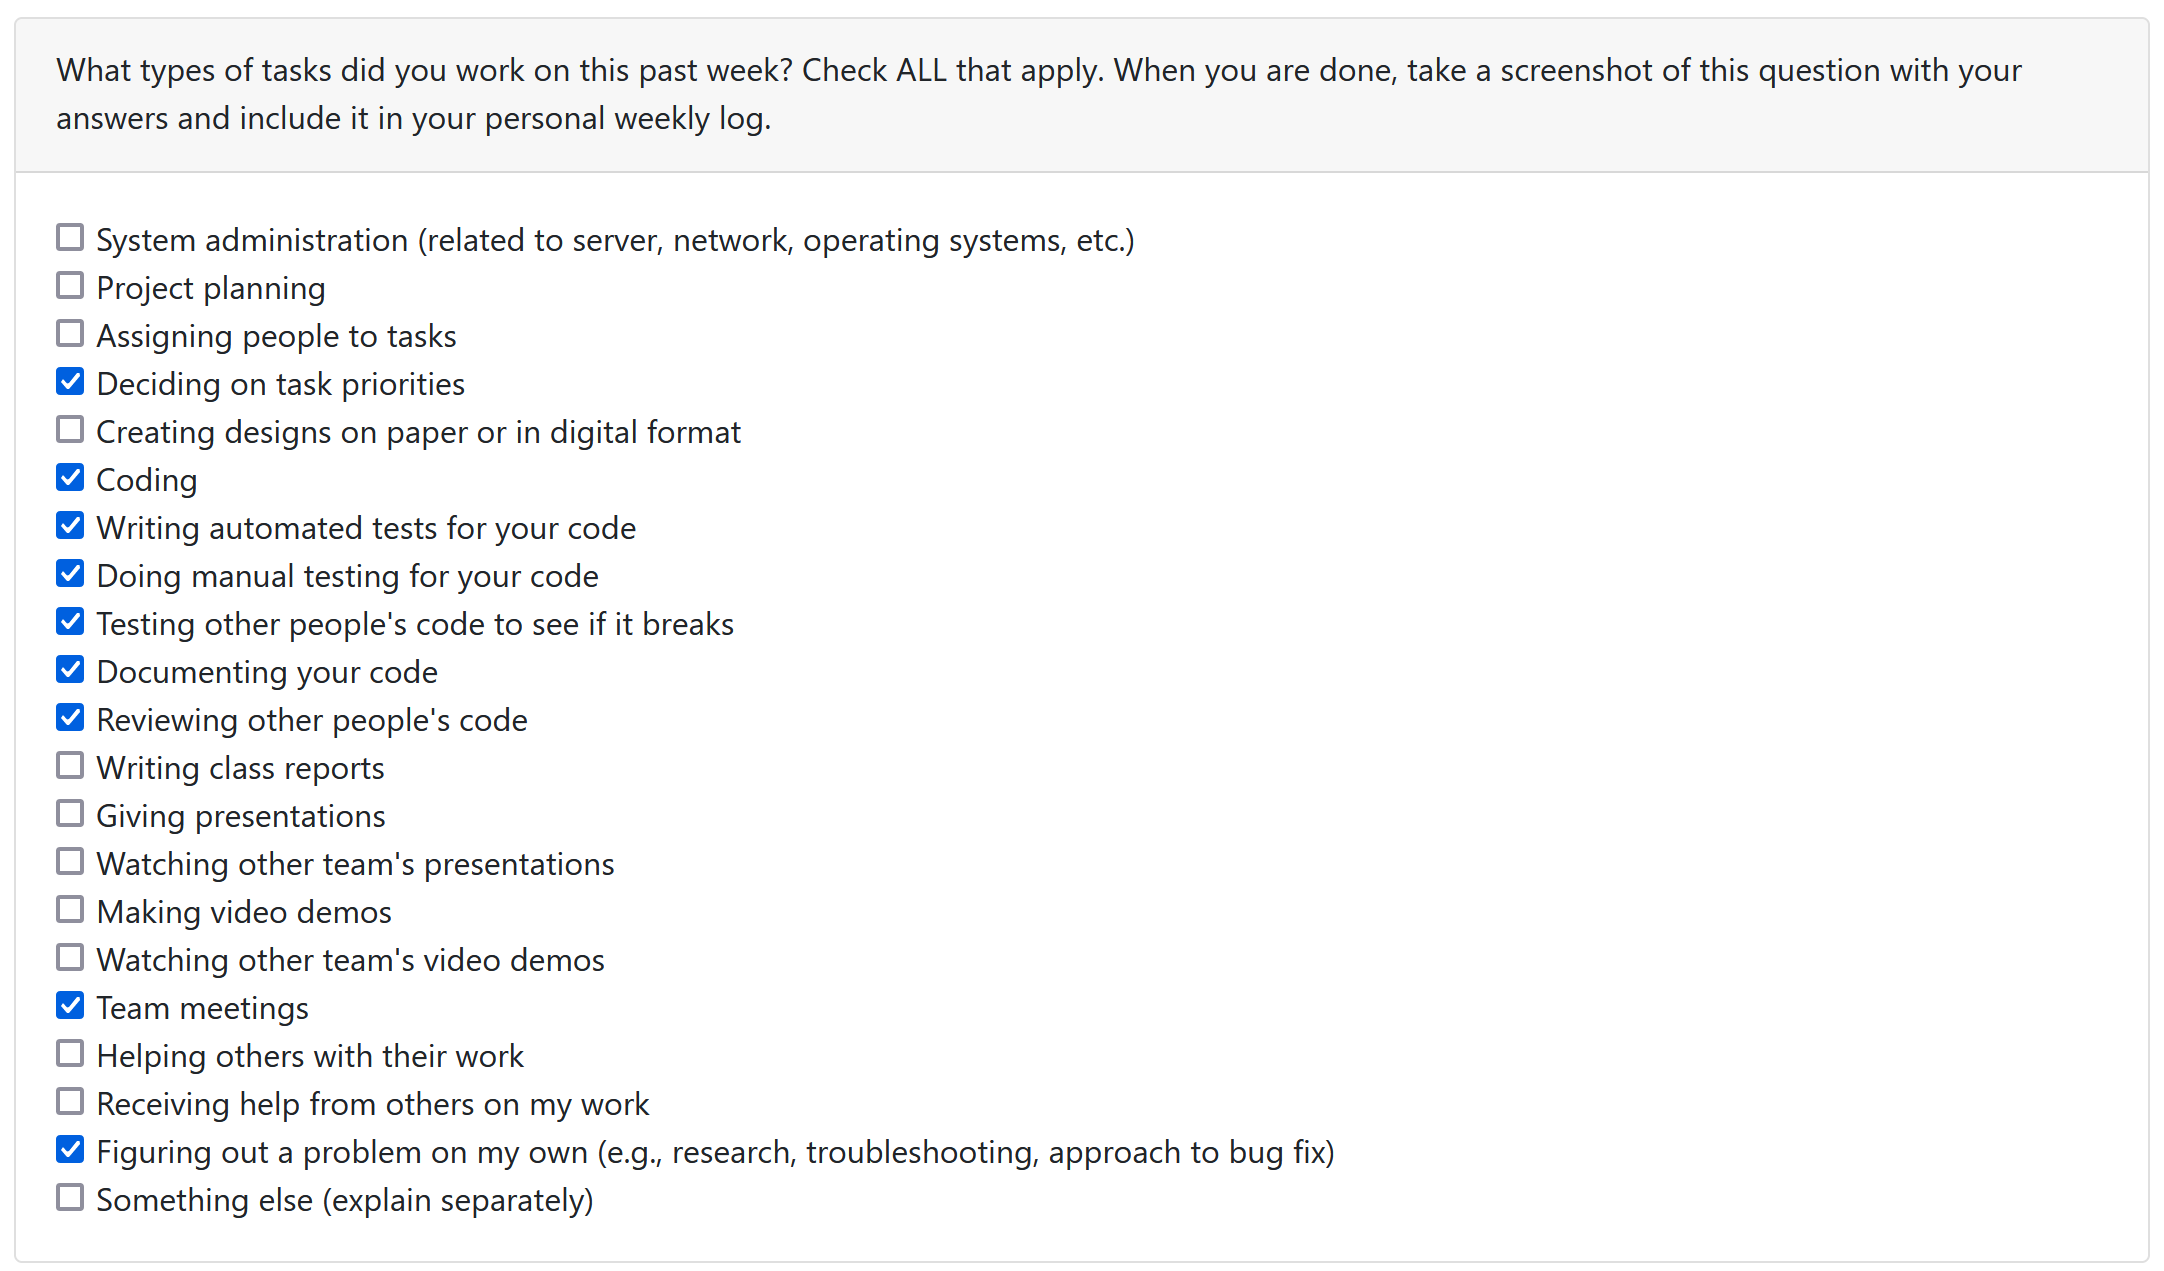 What types of tasks did you work on this past week? Check ALL that apply. When you are done, take a screenshot of this question with your
answers and include it in your personal weekly log.
System administration (related to server, network, operating systems, etc.)
Project planning
Assigning people to tasks
Deciding on task priorities
Creating designs on paper or in digital format
Coding
Writing automated tests for your code
Doing manual testing for your code
Testing other people's code to see if it breaks
Documenting your code
Reviewing other people's code
Writing class reports
Giving presentations
Watching other team's presentations
Making video demos
Watching other team's video demos
Team meetings
Helping others with their work
Receiving help from others on my work
Figuring out a problem on my own (e.g., research, troubleshooting, approach to bug fix)
Something else (explain separately)